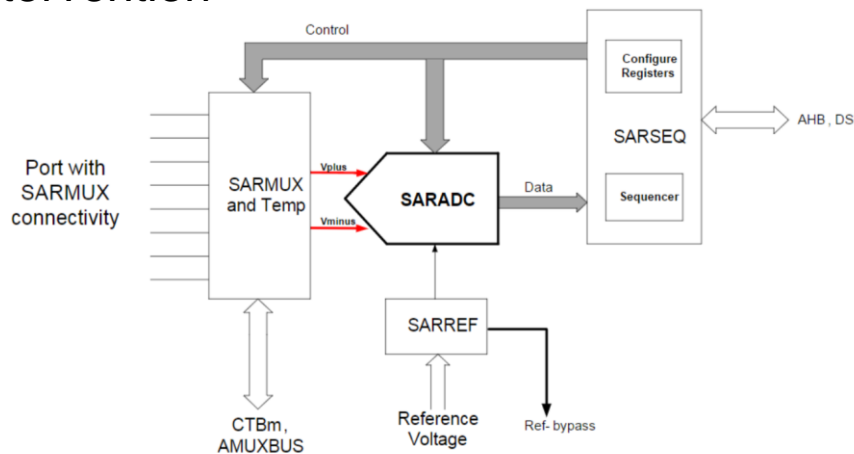 Control
Configure
Registers
SARSEQ
AHB , DS
Port with
SARMUX
connectivity
SARMUX
and Temp
Vplus
Vminus
SARADC
Data
Sequencer
SARREF
CTBm ,
AMUXBUS
Reference
Voltage
Ref- bypass